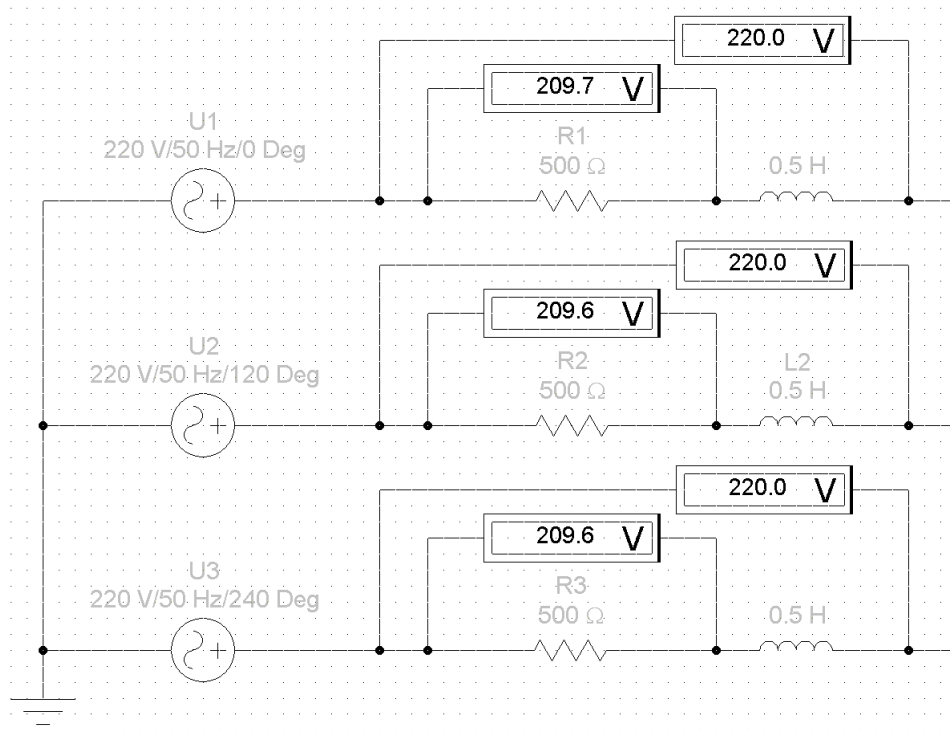 220.0 V
209.7 V
U1
220 V/50 Hz/0 Deg
R1
500 Ω
0.5 H
220.0 V
209.6 V
U2
220 V/50 Hz/120 Deg
R2
500 Ω
L2
0.5 H
220.0 V
209.6 V
U3
220 V/50 Hz/240 Deg
R3
500 Ω
0.5 H